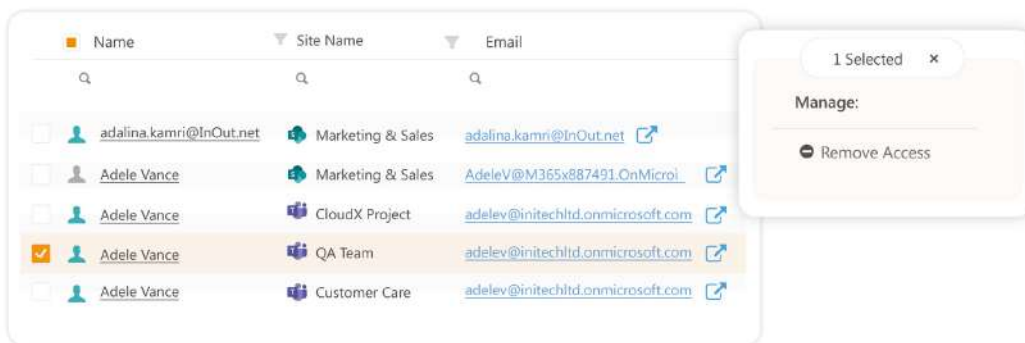 Name Site Name Email
adalina.kamri@InOut.net Marketing & Sales adalina.kamri@InOut.net
Adele Vance Marketing & Sales AdeleV@M365x887491.OnMicroi
Adele Vance CloudX Project adelev@initechltd.onmicrosoft.com
Adele Vance QA Team adelev@initechltd.onmicrosoft.com
Adele Vance Customer Care adelev@initechltd.onmicrosoft.com
1 Selected ×
Manage:
Remove Access